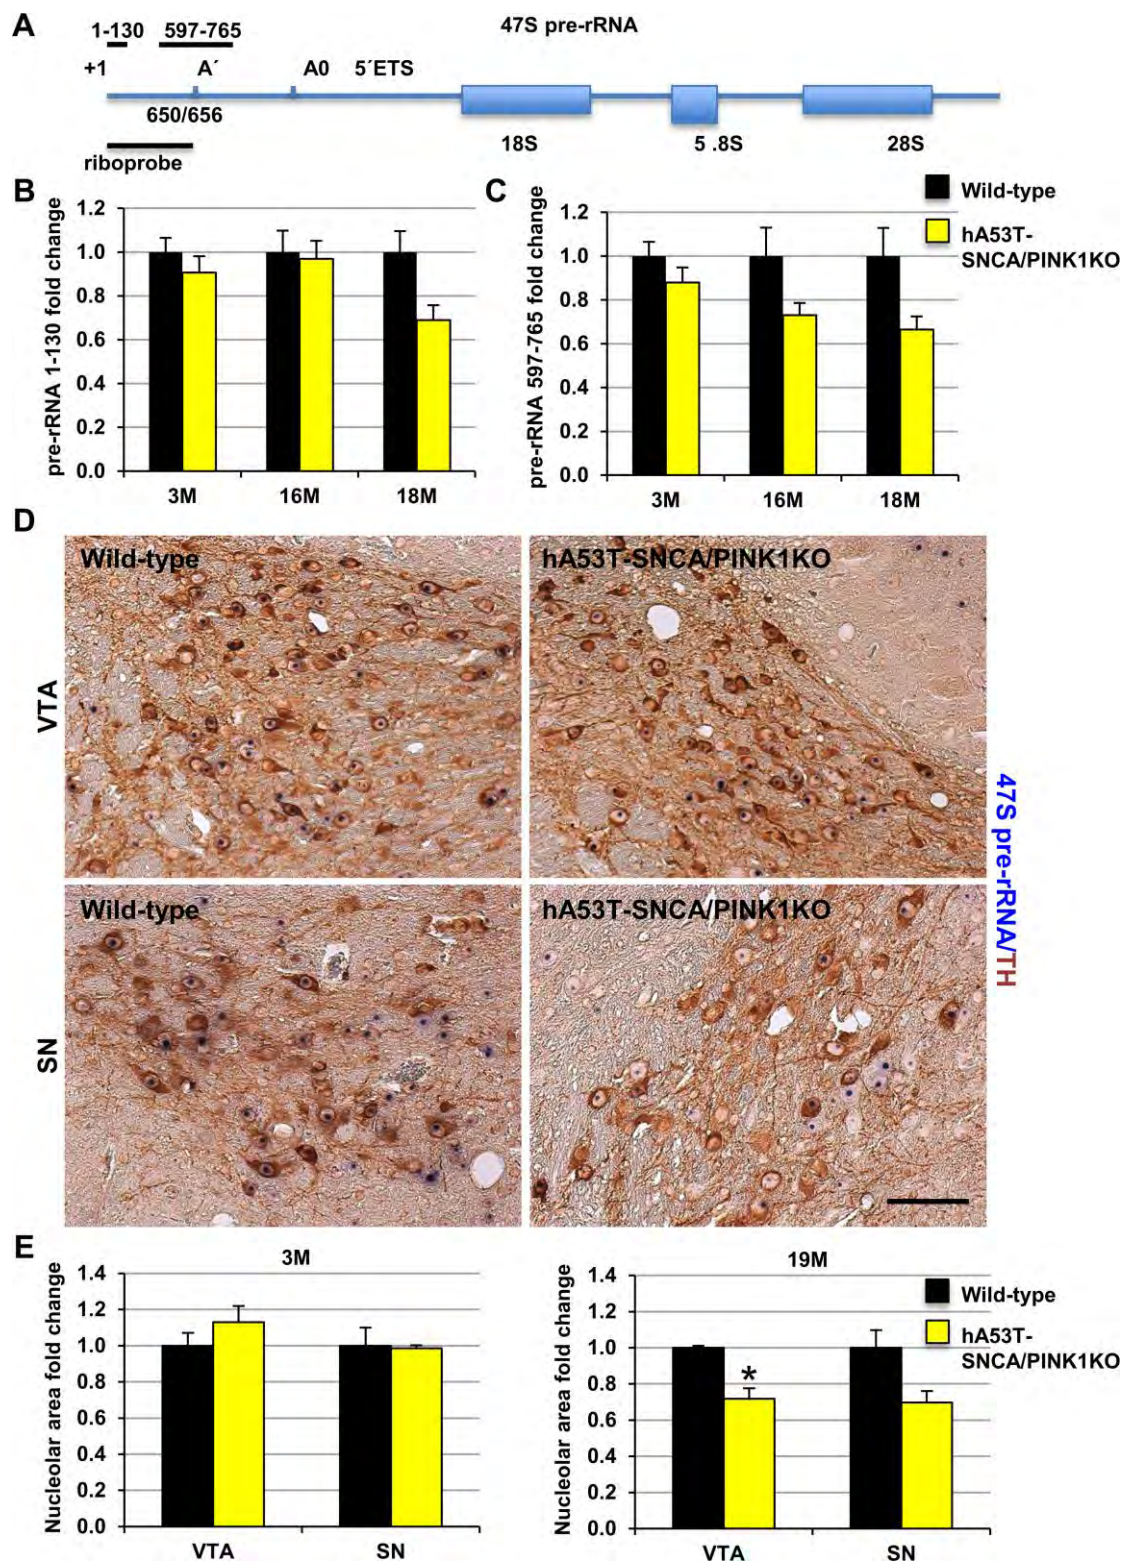 A
1-130
597-765
47S pre-rRNA
+1
A´
A0
5´ETS
650/656
18S
5 .8S
28S
riboprobe
B
pre-rRNA 1-130 fold change
1.2
1.0
0.8
0.6
0.4
0.2
0.0
3M
16M
18M
C
pre-rRNA 597-765 fold change
1.2
1.0
0.8
0.6
0.4
0.2
0.0
3M
16M
18M
Wild-type
hA53T-
SNCA/PINK1KO
D
Wild-type
hA53T-SNCA/PINK1KO
VTA
Wild-type
hA53T-SNCA/PINK1KO
SN
47S pre-rRNA/TH
E
3M
Nucleolar area fold change
1.4
1.2
1.0
0.8
0.6
0.4
0.2
0.0
VTA
SN
19M
Nucleolar area fold change
1.4
1.2
1.0
0.8
0.6
0.4
0.2
0.0
*
VTA
SN
Wild-type
hA53T-
SNCA/PINK1KO